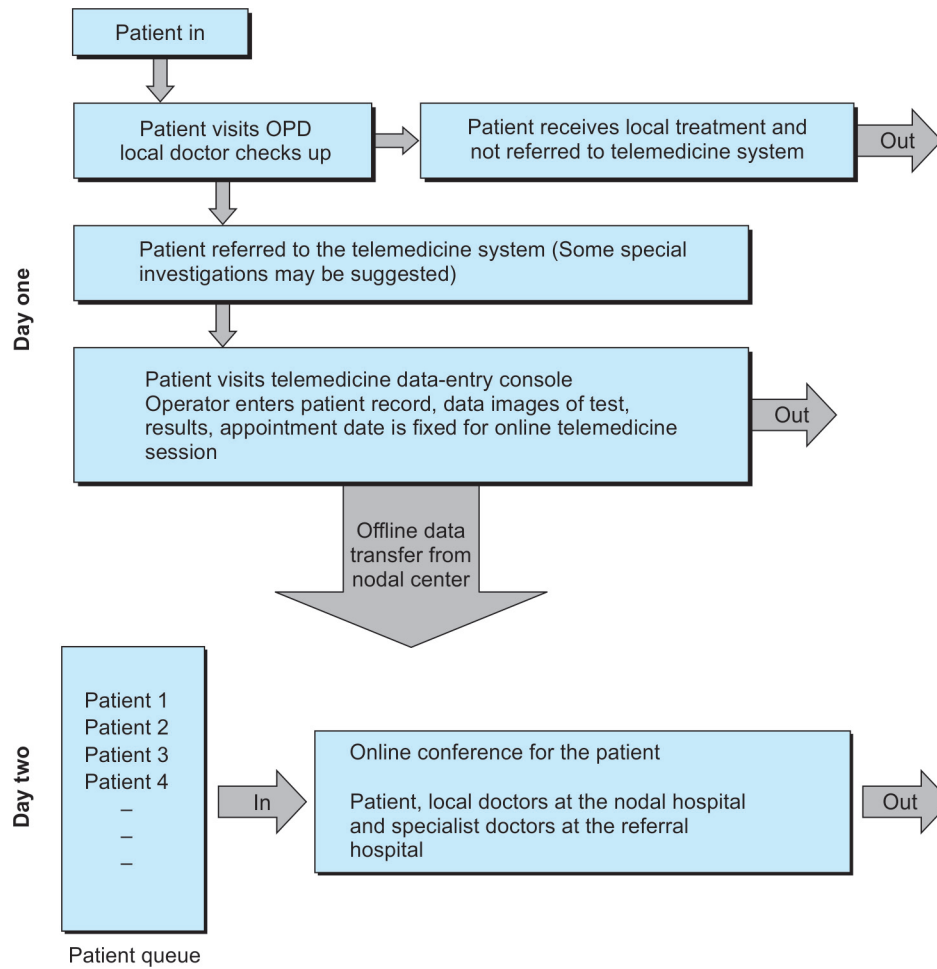 Patient in
Patient visits OPD
local doctor checks up
Patient receives local treatment and
not referred to telemedicine system
Out
Patient referred to the telemedicine system (Some special
investigations may be suggested)
Day one
Patient visits telemedicine data-entry console
Operator enters patient record, data images of test,
results, appointment date is fixed for online telemedicine
session
Out
Offline data
transfer from
nodal center
Day two
Patient 1
Patient 2
Patient 3
Patient 4
–
–
–
Patient queue
In
Online conference for the patient
Patient, local doctors at the nodal hospital
and specialist doctors at the referral
hospital
Out